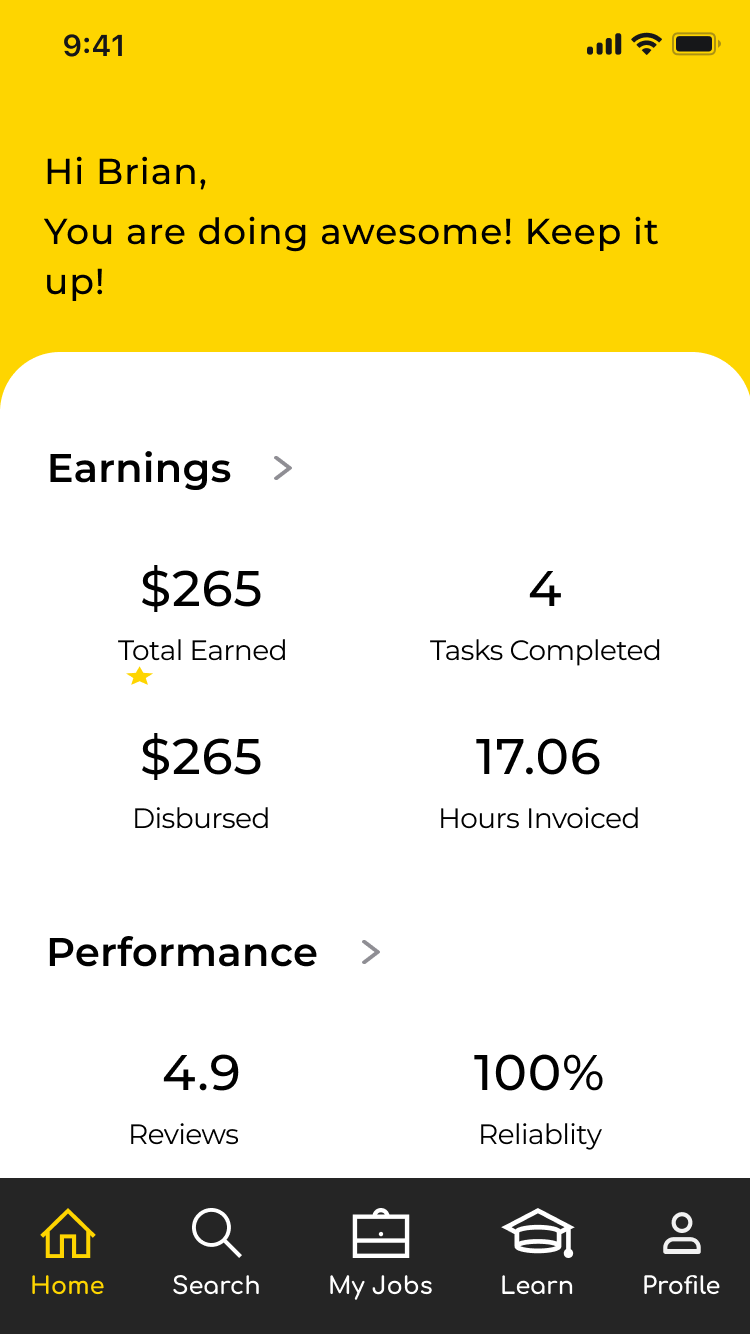 9:41
Hi Brian,
You are doing awesome! Keep it
up!
Earnings
$265
4
Total Earned
Tasks Completed
$265
17.06
Disbursed
Hours Invoiced
Performance
4.9
100%
Reviews
Reliablity
Home
Search
My Jobs
Learn
Profile